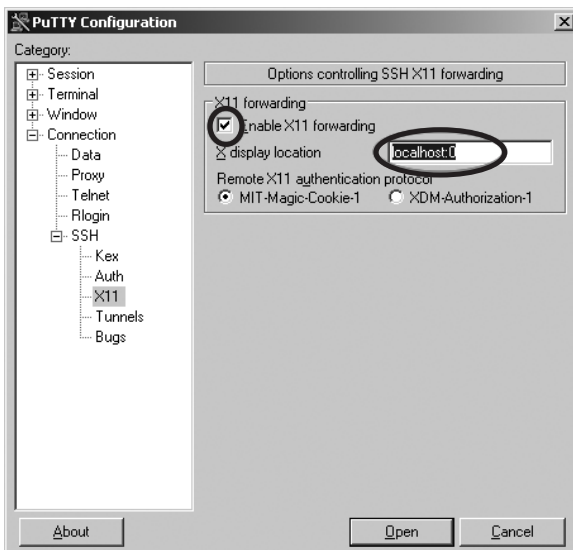 PuTTY Configuration
Category:
Session
Terminal
Window
Connection
Data
Proxy
Telnet
Rlogin
SSH
Kex
Auth
X11
Tunnels
Bugs
Options controlling SSH X11 forwarding
X11 forwarding
Enable X11 forwarding
X display location
localhost:0
Remote X11 authentication protocol
MIT-Magic-Cookie-1 XDM-Authorization-1
About
Open
Cancel